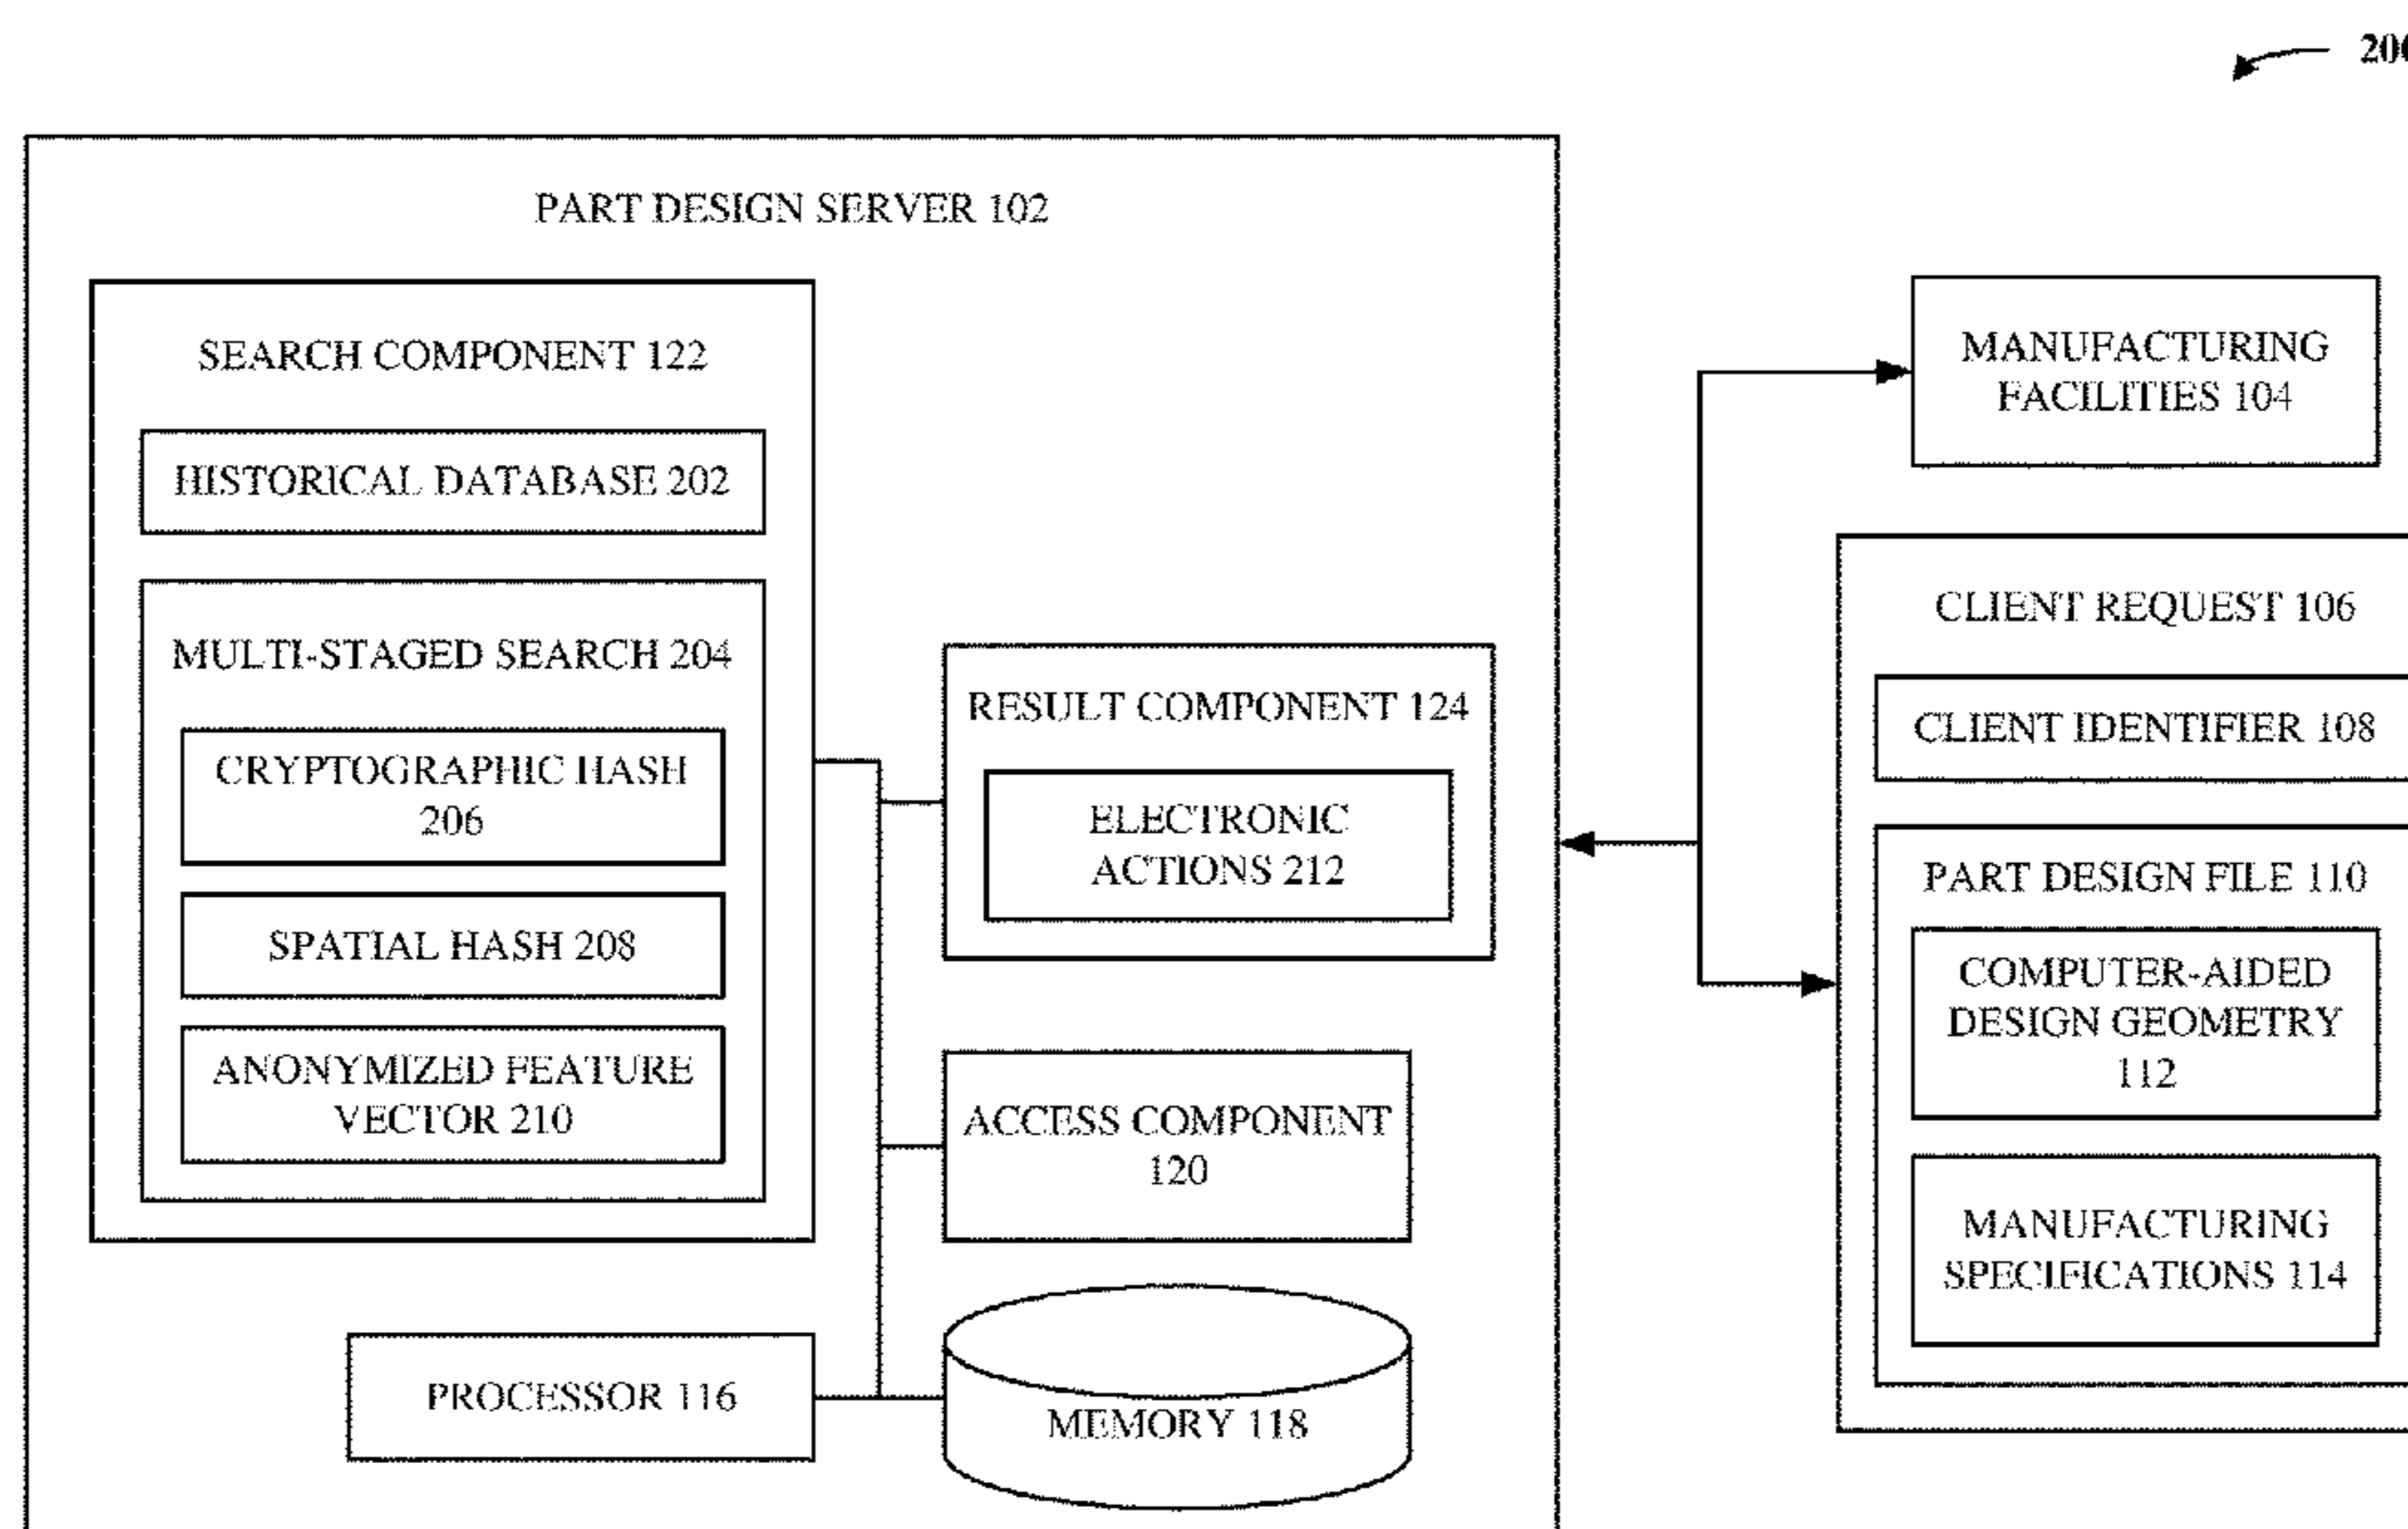 200
PART DESIGN SERVER 102
SEARCH COMPONENT 122
HISTORICAL DATABASE 202
MULTI-STAGED SEARCH 204
CRYPTOGRAPHIC HASH
206
SPATIAL HASH 208
ANONYMIZED FEATURE
VECTOR 210
RESULT COMPONENT 124
ELECTRONIC
ACTIONS 212
ACCESS COMPONENT
120
PROCESSOR 116
MEMORY 118
MANUFACTURING
FACILITIES 104
CLIENT REQUEST 106
CLIENT IDENTIFIER 108
PART DESIGN FILE 110
COMPUTER-AIDED
DESIGN GEOMETRY
112
MANUFACTURING
SPECIFICATIONS 114